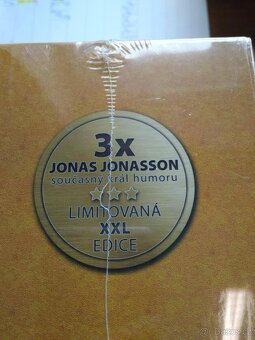 3x
JONAS JONASSON
současný král humoru
LIMITOVANÁ
XXL
EDICE